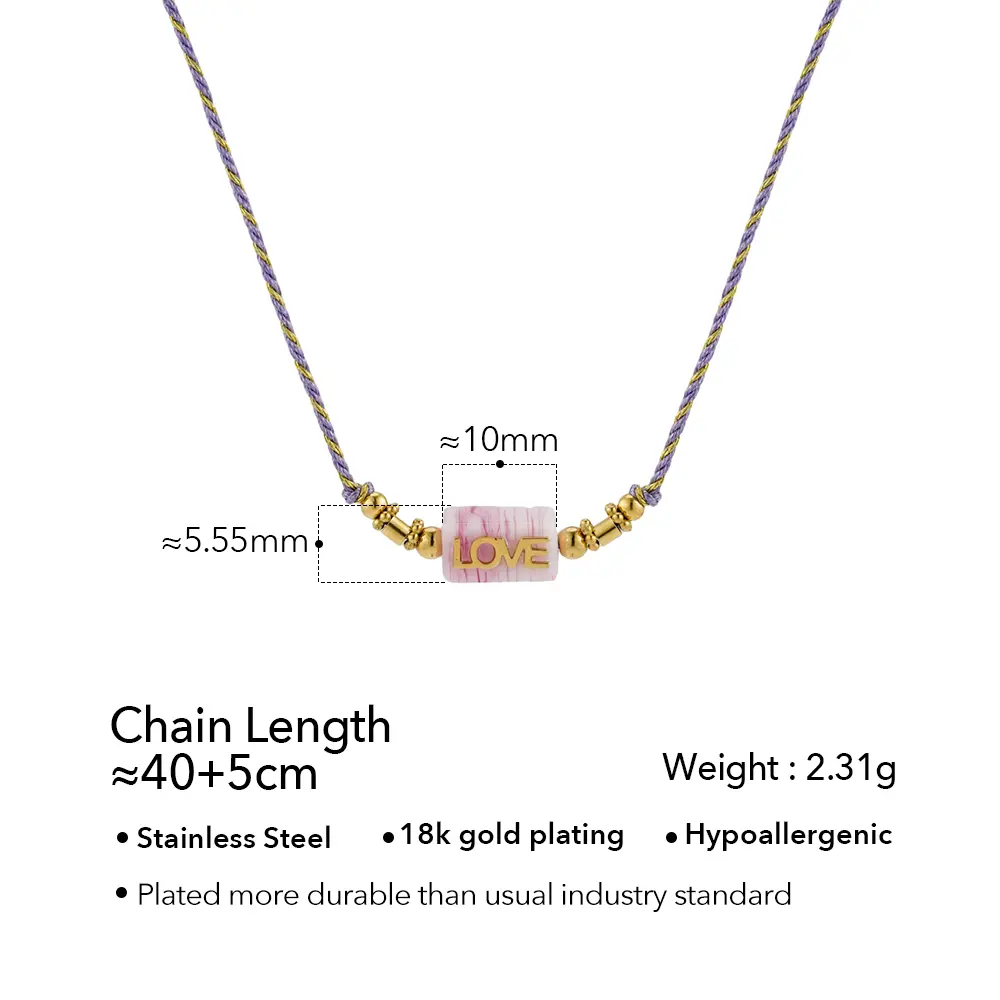 ≈10mm
≈5.55mm
LOVE
Chain Length
≈40+5cm
Weight : 2.31g
• Stainless Steel
• 18k gold plating
• Hypoallergenic
• Plated more durable than usual industry standard